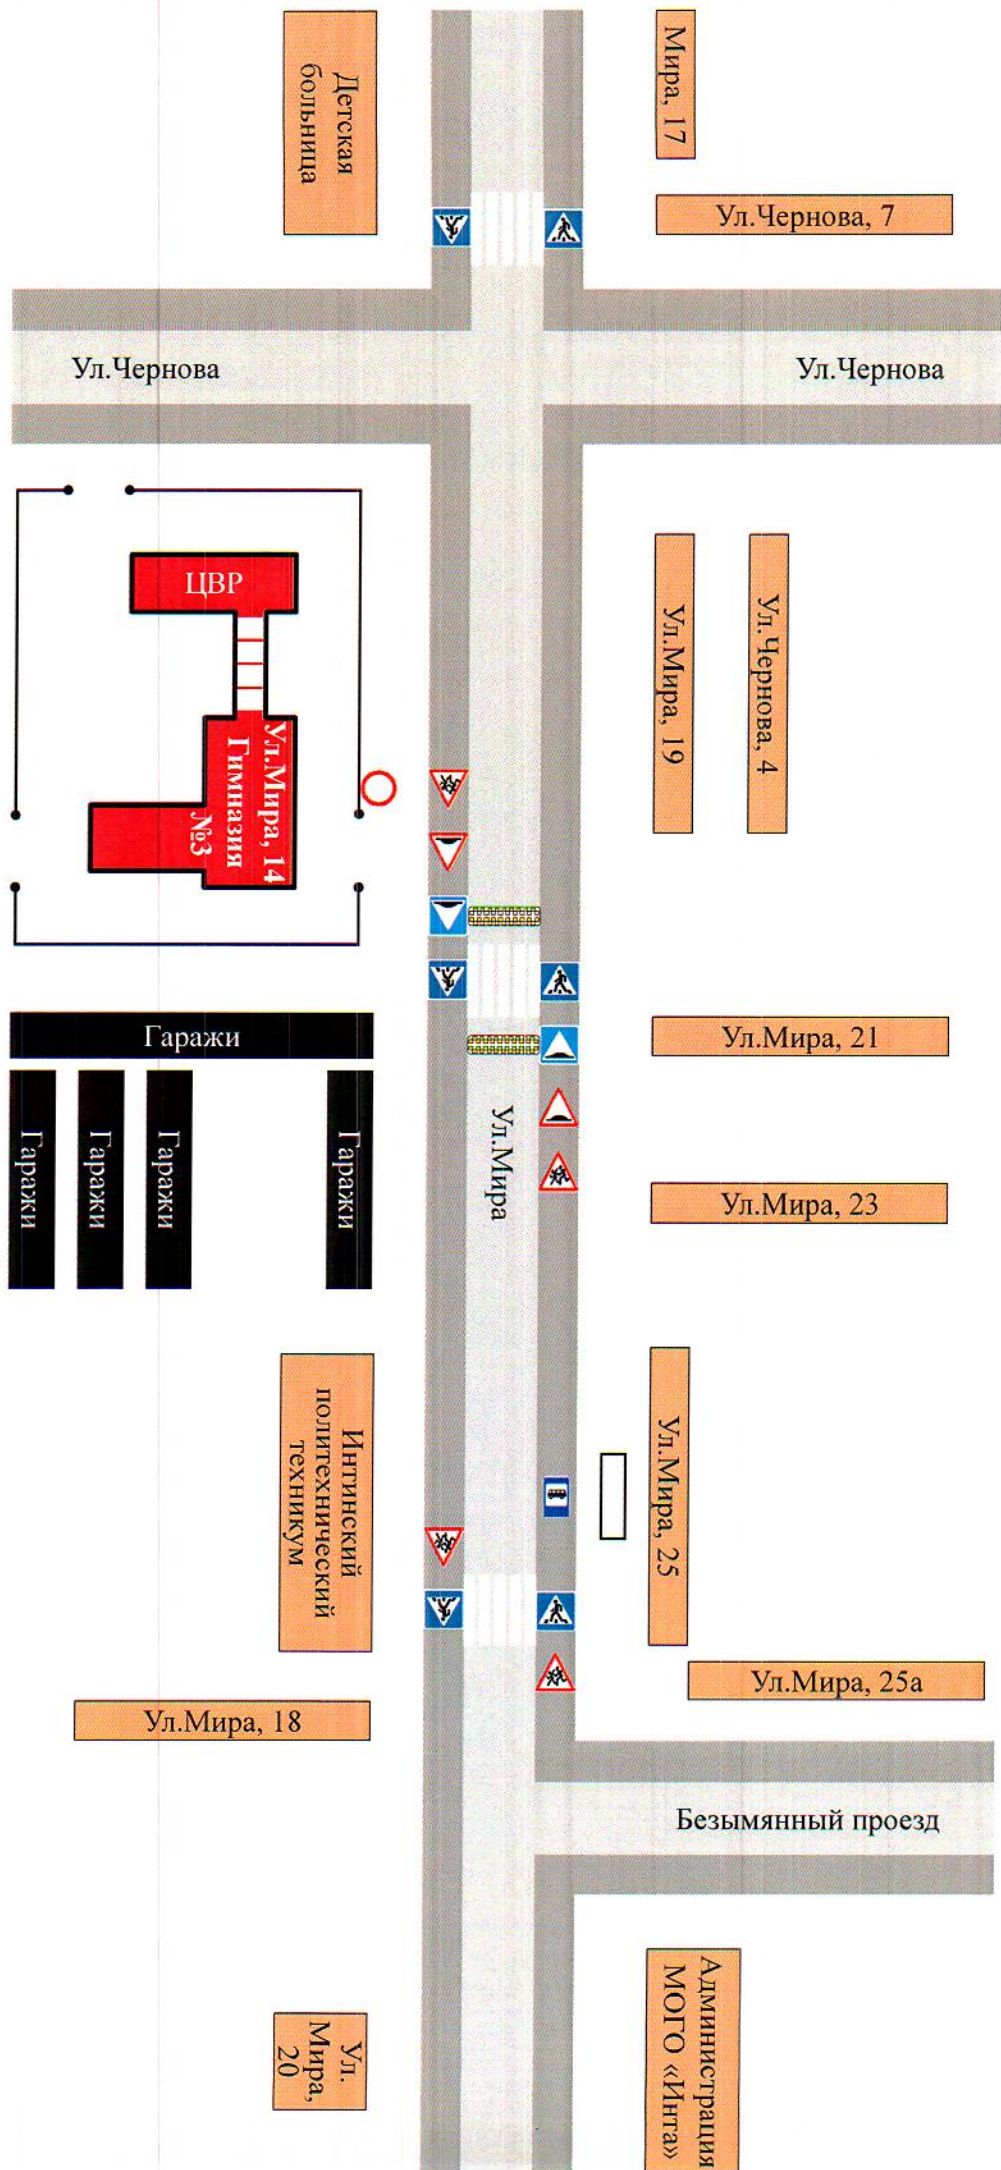 Мира, 17
Детская
больница
Ул.Чернова, 7
Ул.Чернова
Ул.Чернова
ЦВР
Ул.Мира, 14
Гимназия
№3
Ул.Мира, 19
Ул.Чернова, 4
Гаражи
Ул.Мира, 21
Гаражи
Гаражи
Гаражи
Гаражи
Ул.Мира
Ул.Мира, 23
Интинский
политехнический
техникум
Ул.Мира, 25
Ул.Мира, 25а
Ул.Мира, 18
Безымянный проезд
Администрация
МОГО «Инта»
Ул.
Мира,
20